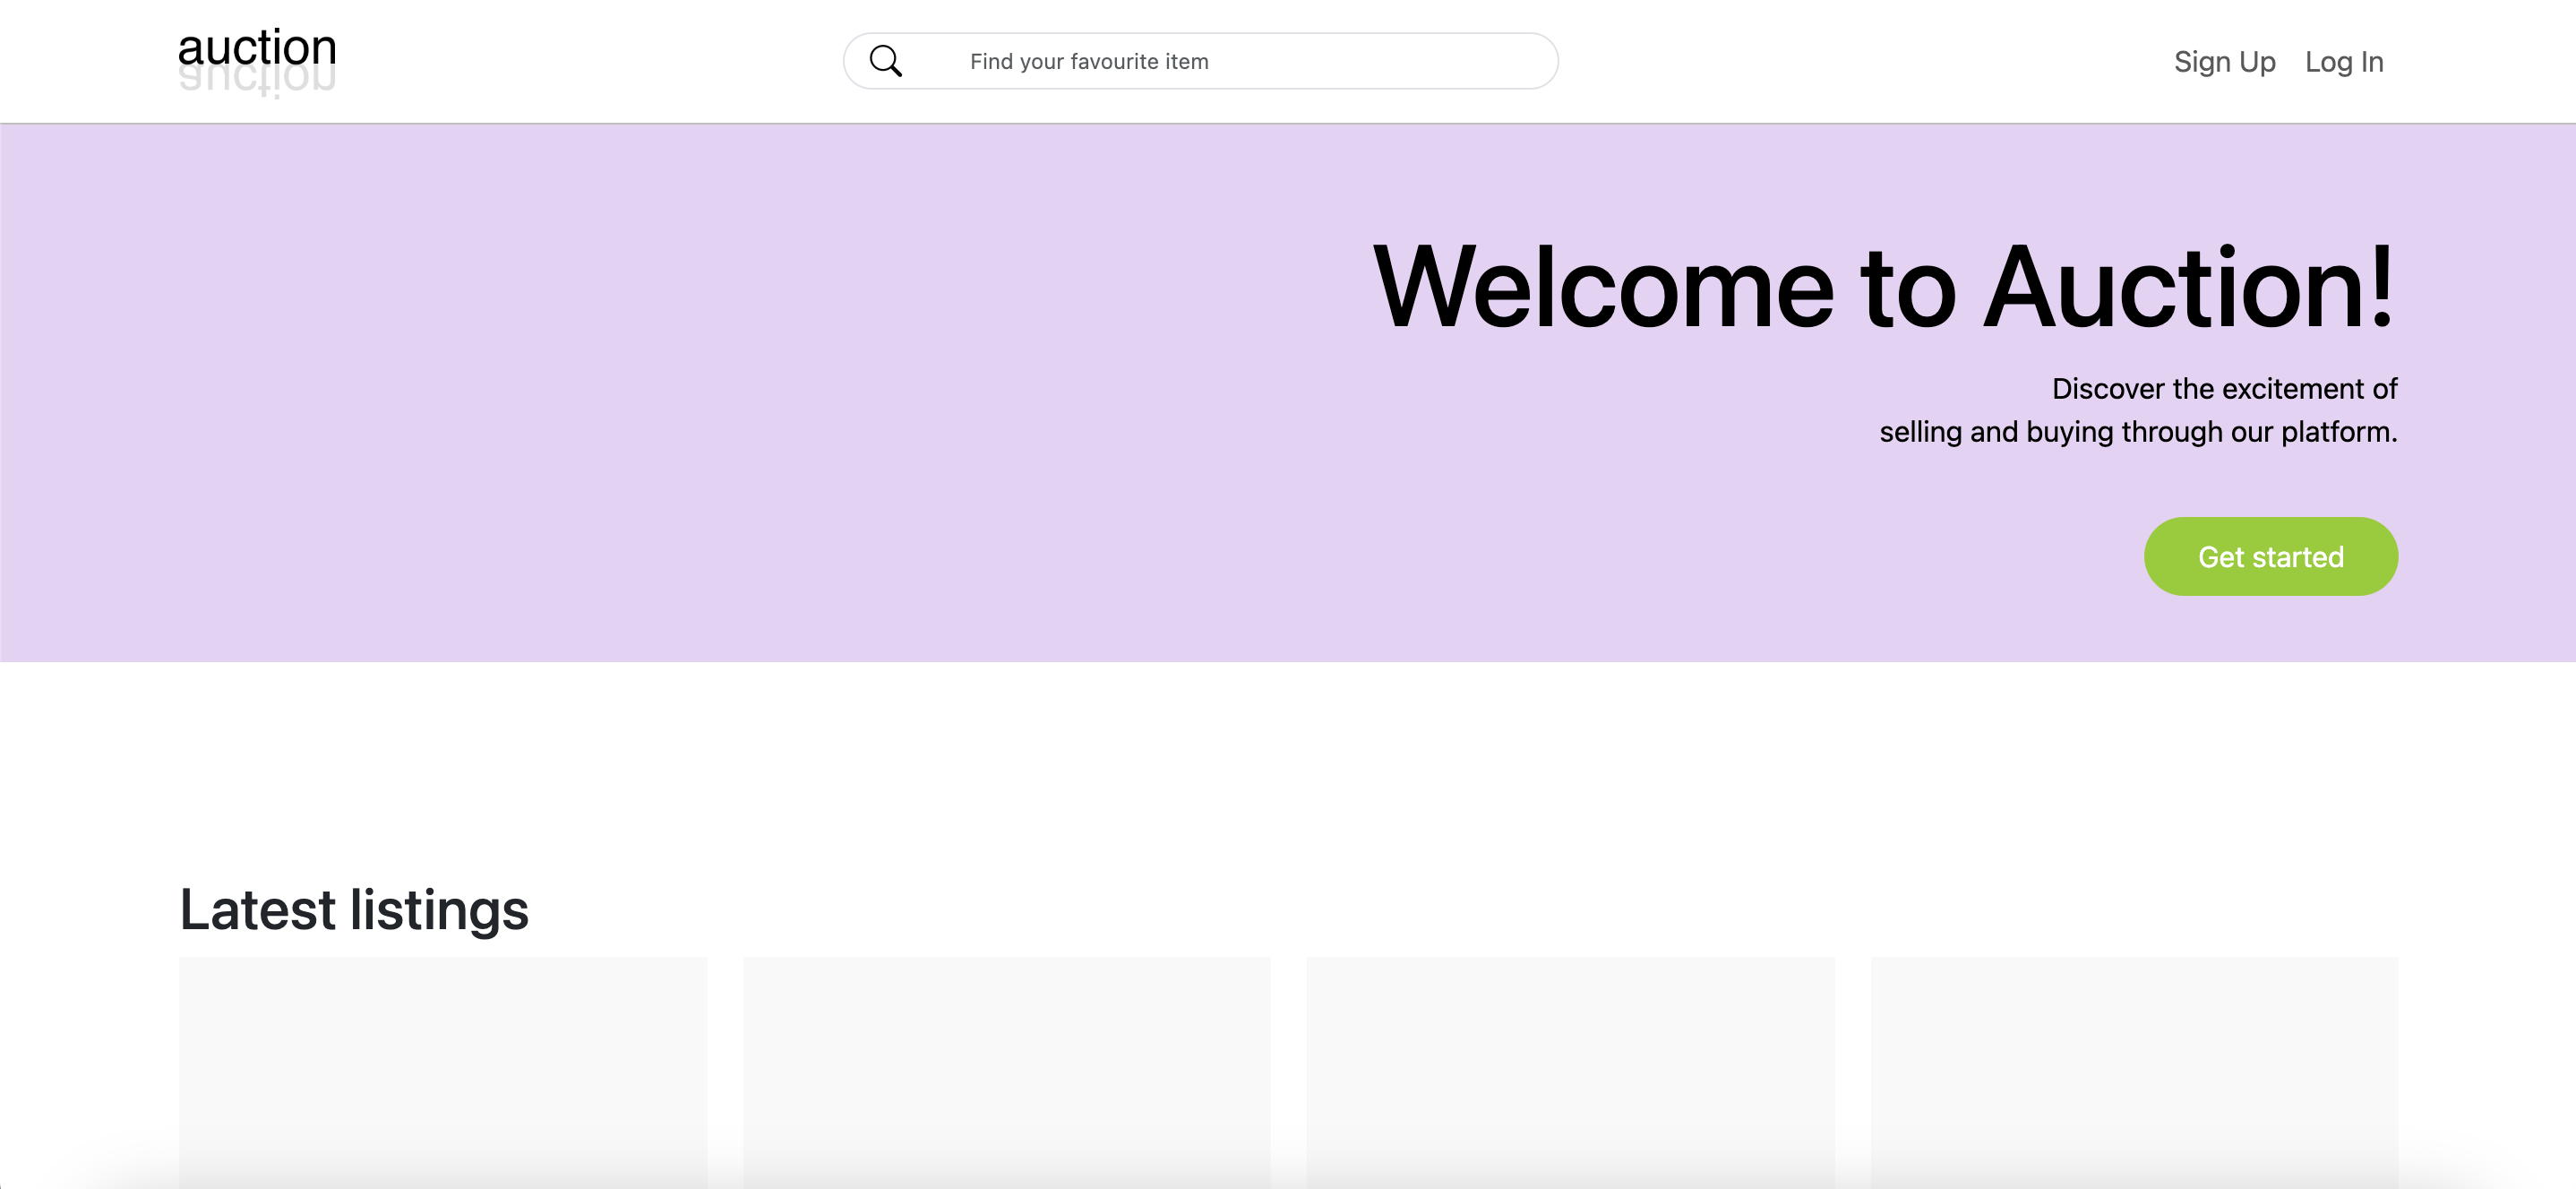 auction
Find your favourite item
Sign Up Log In
Welcome to Auction!
Discover the excitement of
selling and buying through our platform.
Get started
Latest listings